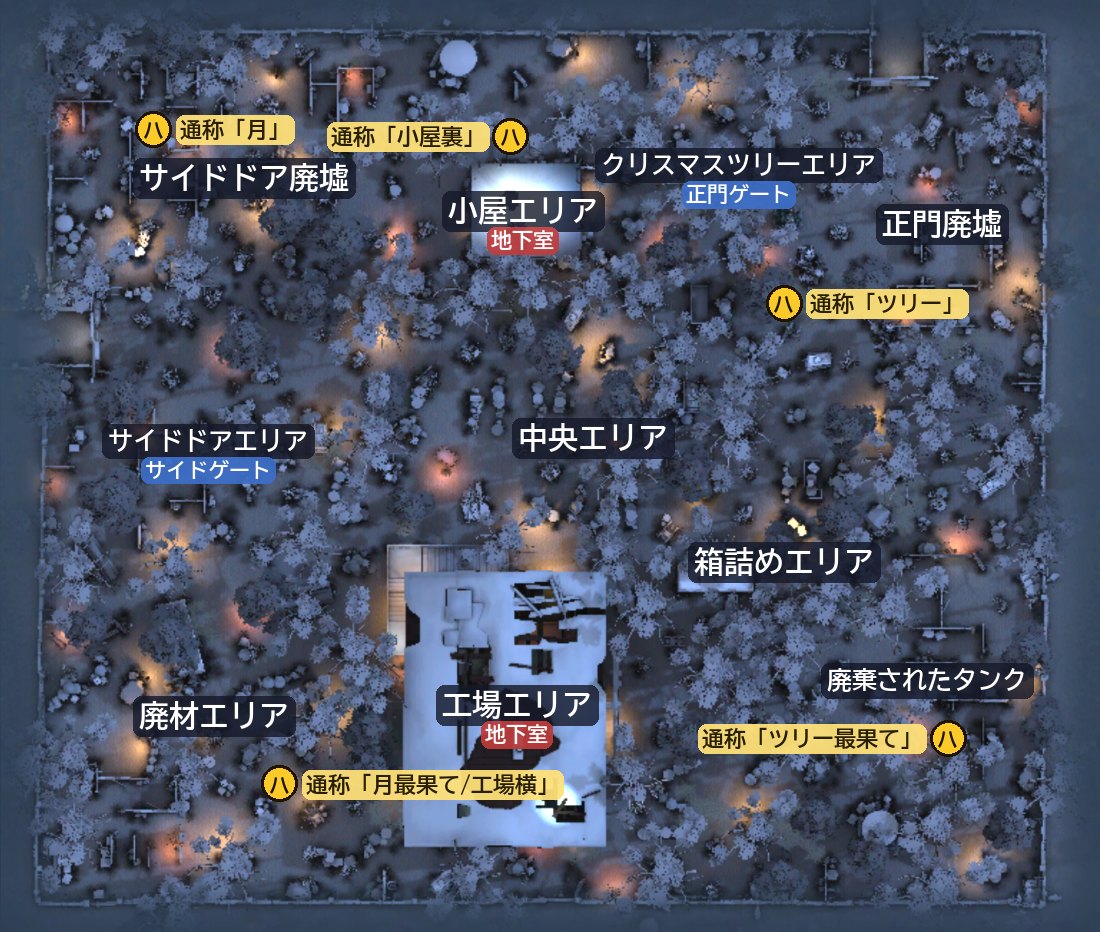 ハ 通称「月」
通称「小屋裏」 ハ
サイドドア廃墟
クリスマスツリーエリア
正門ゲート
小屋エリア
地下室
正門廃墟
ハ 通称「ツリー」
サイドドアエリア
サイドゲート
中央エリア
箱詰めエリア
廃棄されたタンク
工場エリア
地下室
廃材エリア
通称「ツリー最果て」 ハ
ハ 通称「月最果て/工場横」